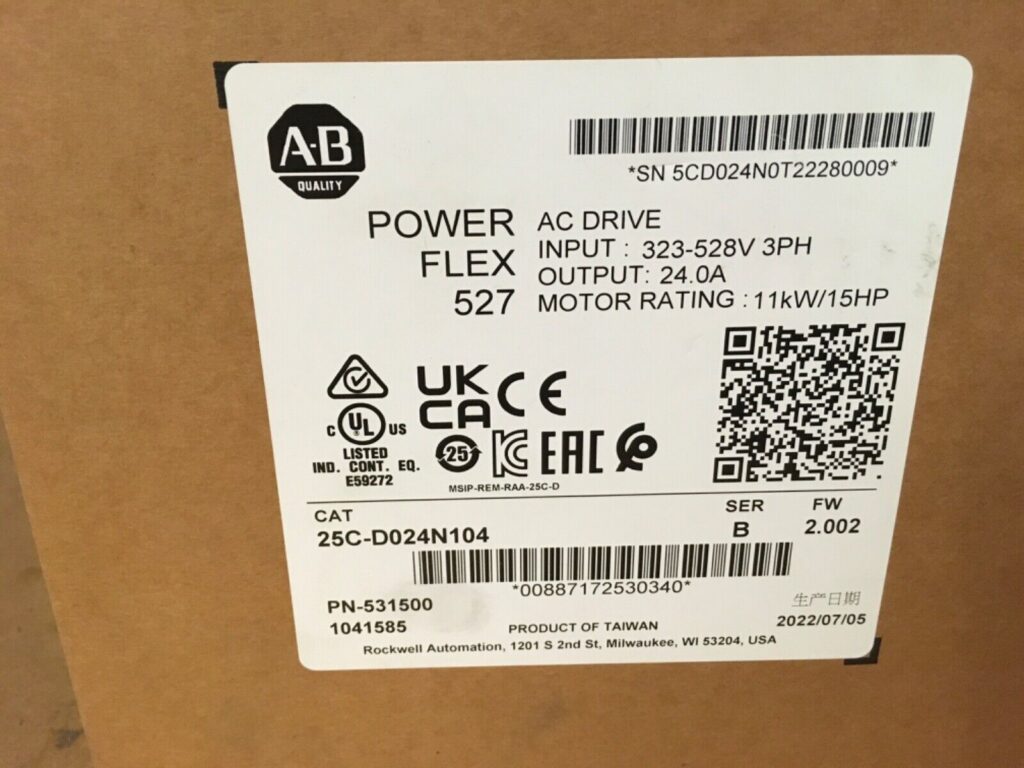 A-B
QUALITY
*SN 5CD024N0T22280009*
POWER
FLEX
527
AC DRIVE
INPUT : 323-528V 3PH
OUTPUT: 24.0A
MOTOR RATING : 11kW/15HP
UK
CA
CE
C UL US
LISTED
IND. CONT. EQ.
E59272
25
EAC
MSIP-REM-RAA-25C-D
CAT
25C-D024N104
SER
B
FW
2.002
*00887172530340*
PN-531500
1041585
PRODUCT OF TAIWAN
生产日期
2022/07/05
Rockwell Automation, 1201 S 2nd St, Milwaukee, WI 53204, USA